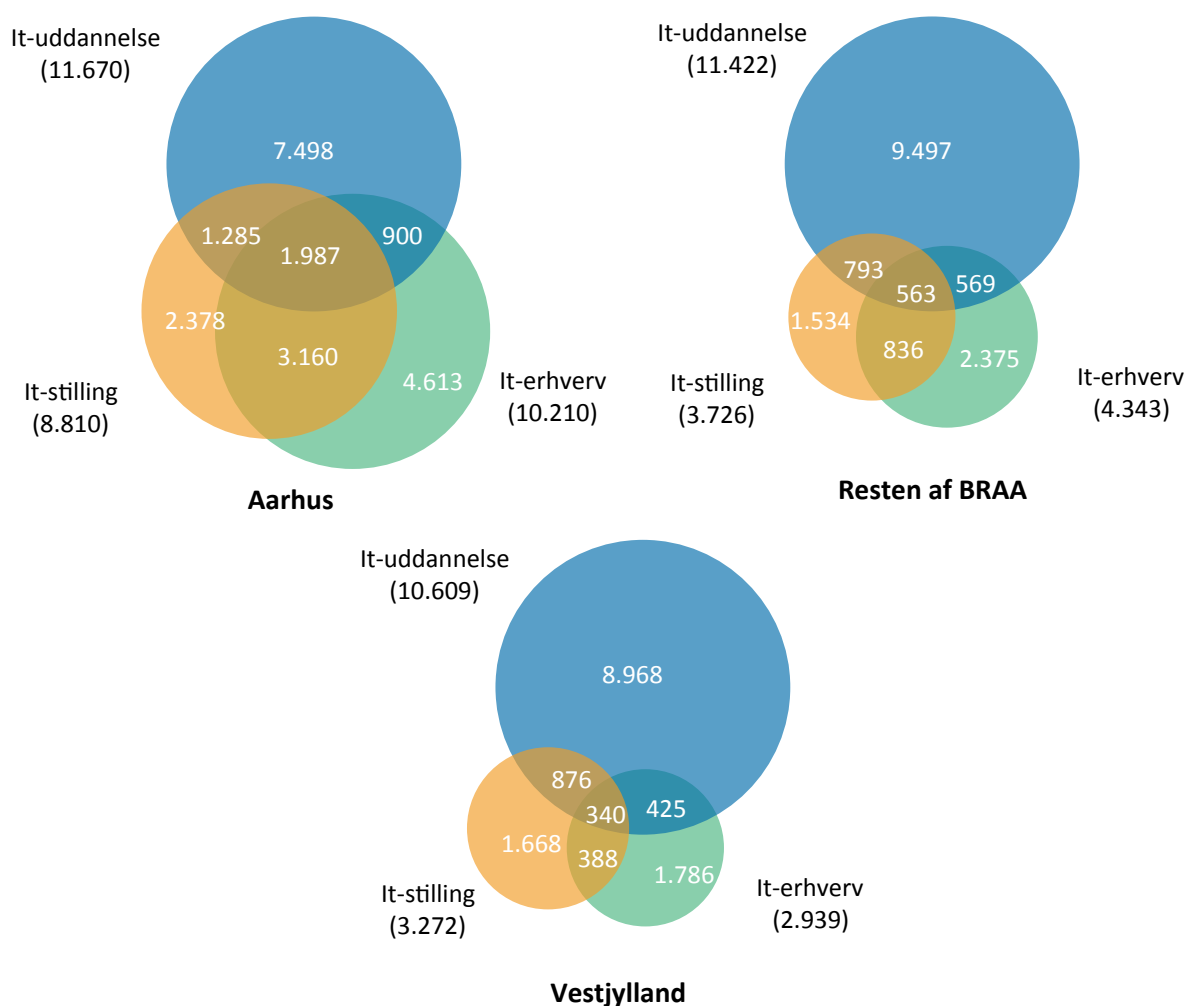 It-uddannelse
(11.670)
7.498
1.285
1.987
900
2.378
3.160
4.613
It-stilling
(8.810)
It-erhverv
(10.210)
Aarhus
It-uddannelse
(11.422)
9.497
793
563
569
1.534
836
2.375
It-stilling
(3.726)
It-erhverv
(4.343)
Resten af BRAA
It-uddannelse
(10.609)
8.968
876
340
425
1.668
388
1.786
It-stilling
(3.272)
It-erhverv
(2.939)
Vestjylland